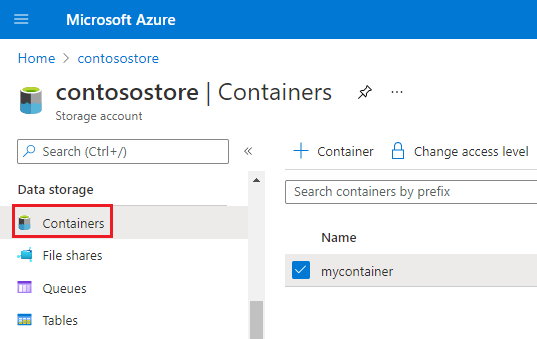 Microsoft Azure
Home > contosostore
contosostore | Containers
Storage account
Search (Ctrl+/)
Container
Change access level
Search containers by prefix
Data storage
Containers
File shares
Queues
Tables
Name
mycontainer